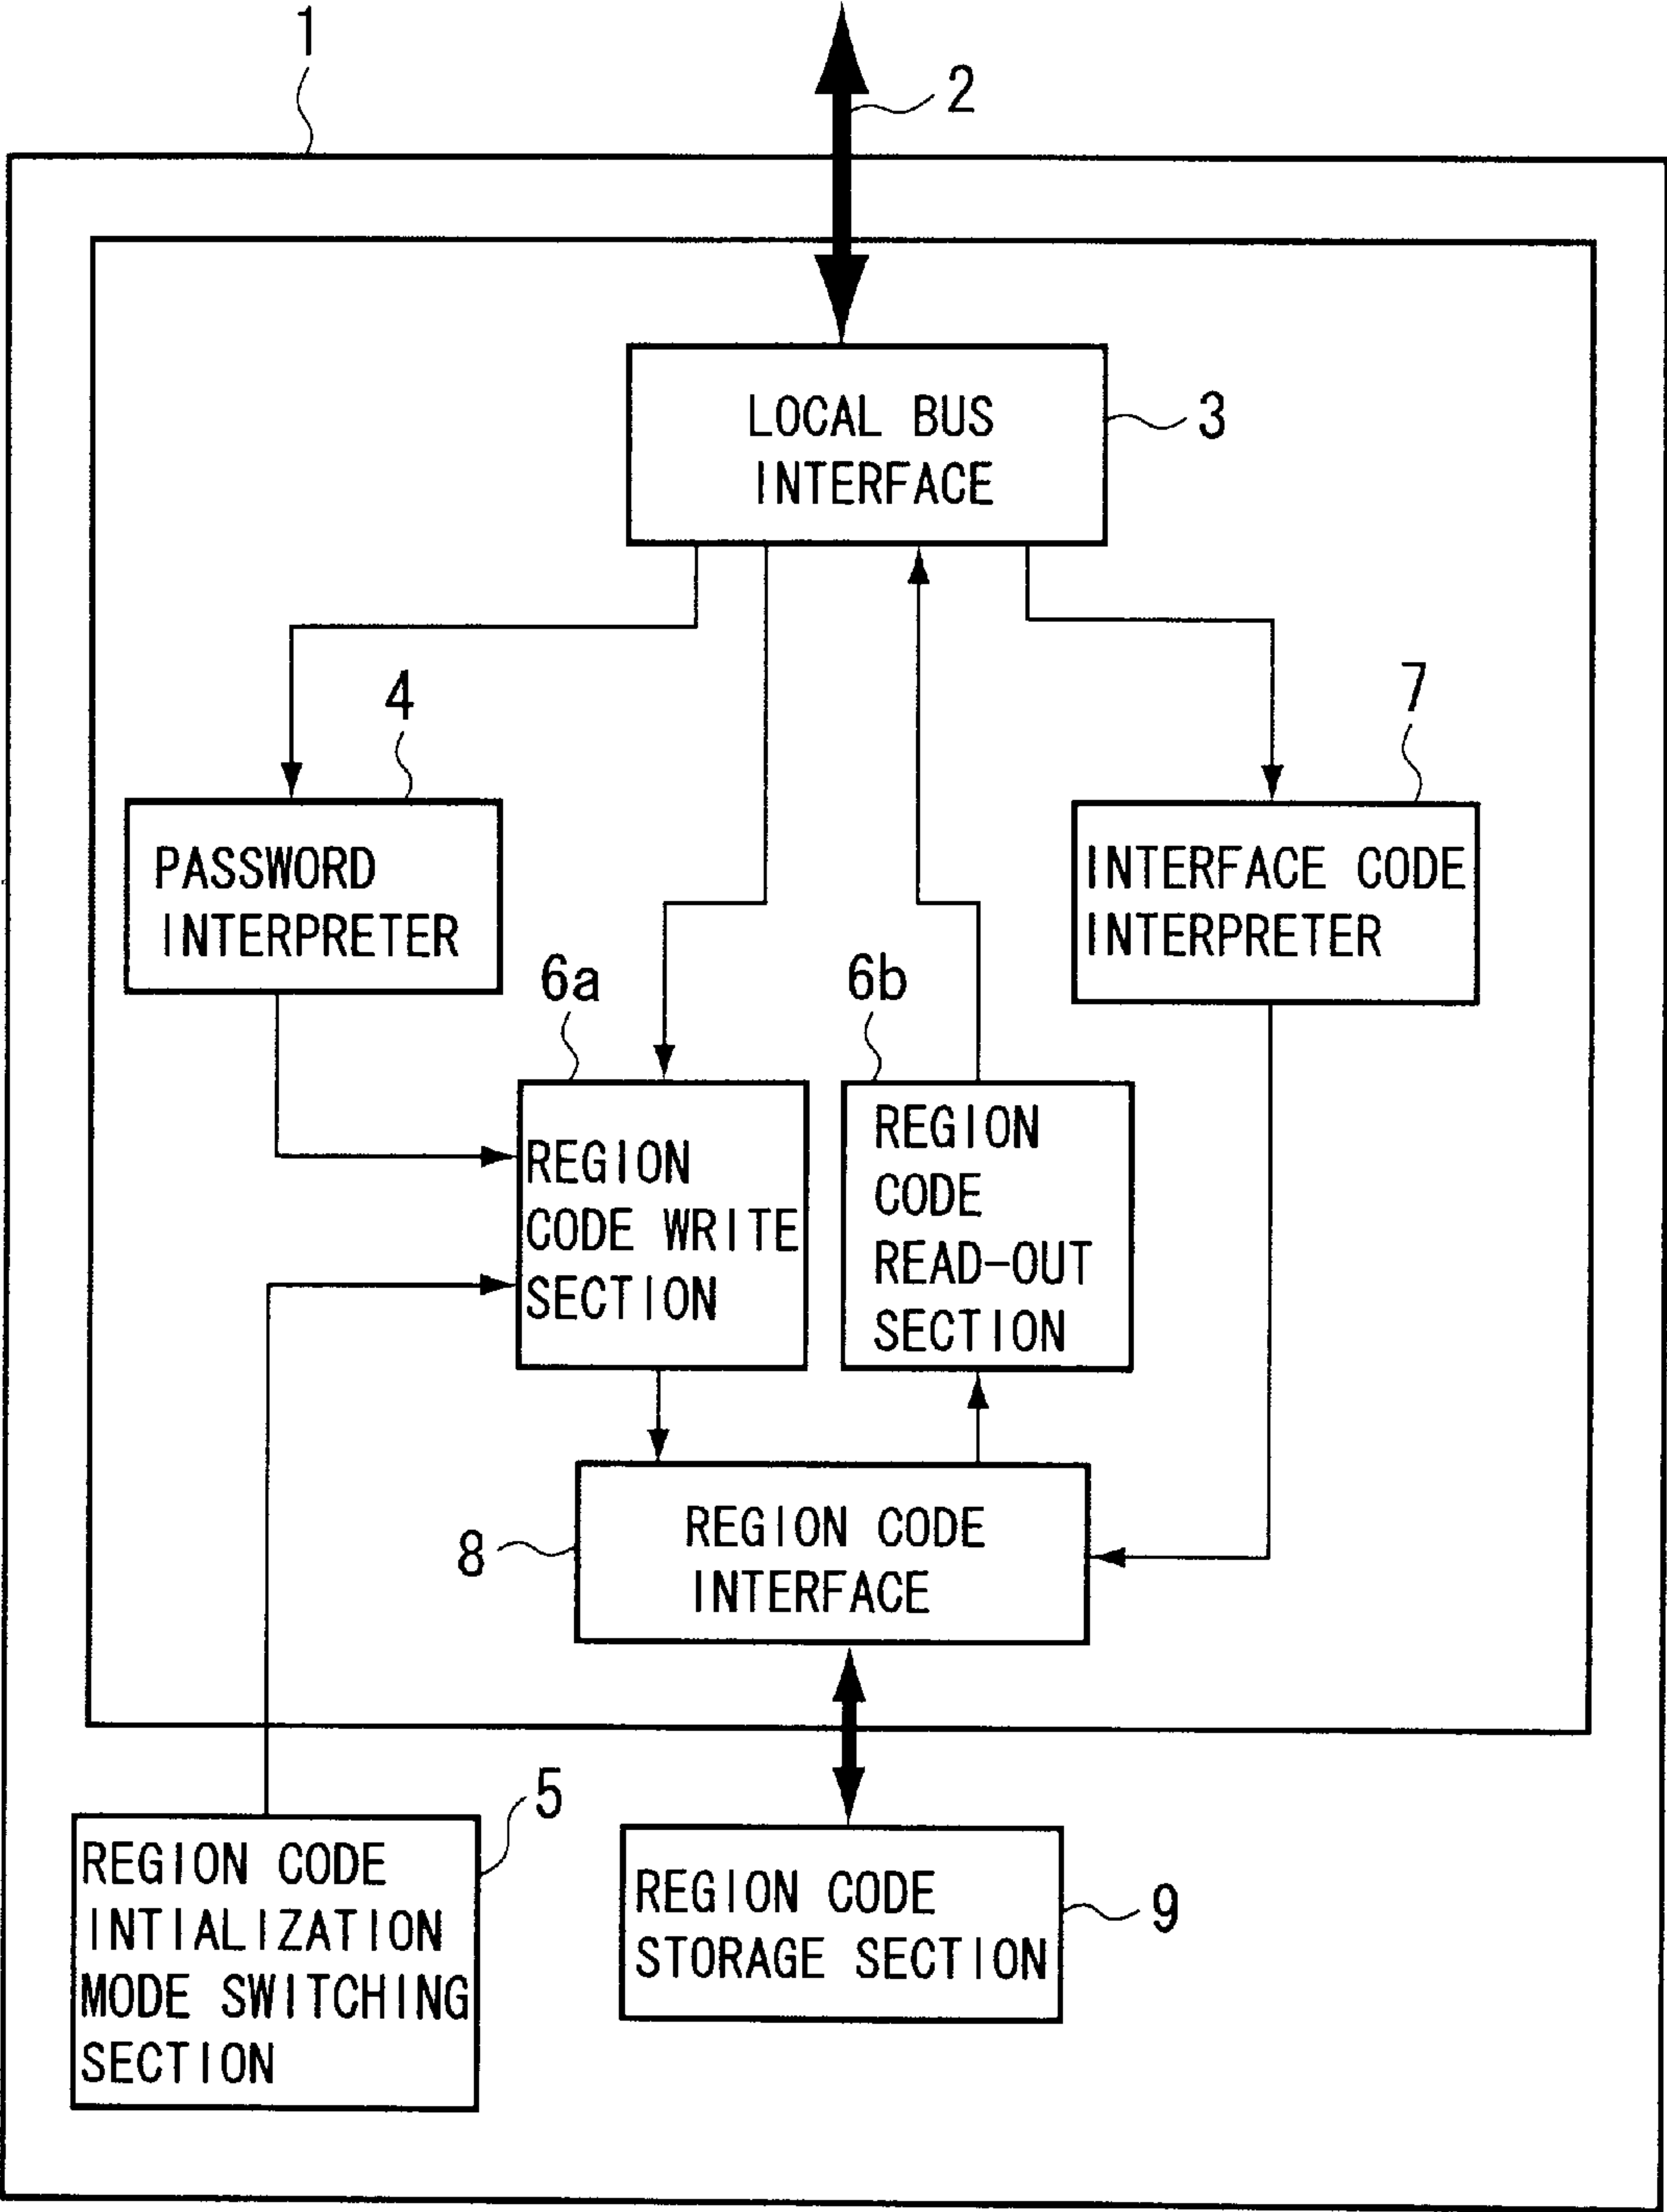 1
2
LOCAL BUS
INTERFACE
3
4
7
PASSWORD
INTERPRETER
INTERFACE CODE
INTERPRETER
6a
6b
REGION
CODE WRITE
SECTION
REGION
CODE
READ-OUT
SECTION
8
REGION CODE
INTERFACE
5
REGION CODE
INTIALIZATION
MODE SWITCHING
SECTION
REGION CODE
STORAGE SECTION
9